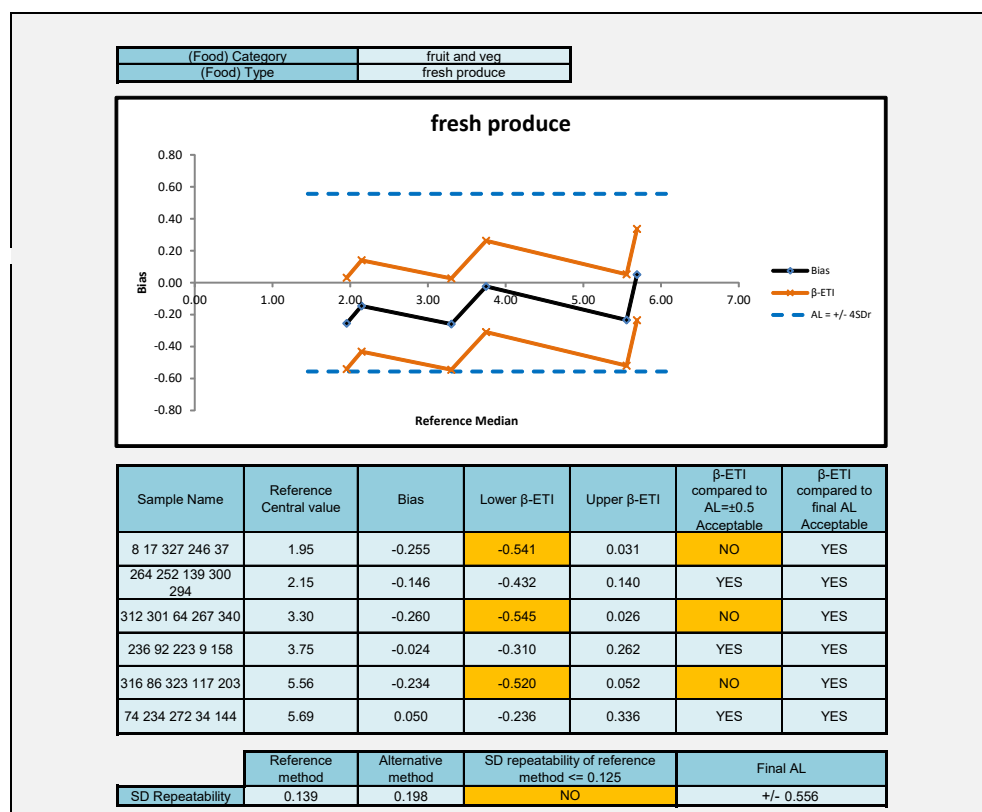 (Food) Category fruit and veg
(Food) Type fresh produce
fresh produce
0.80
0.60
0.40
0.20
0.00
-0.20
-0.40
-0.60
-0.80
0.00 1.00 2.00 3.00 4.00 5.00 6.00 7.00
Bias
Reference Median
Bias
β-ETI
AL = +/- 4SDr
Sample Name Reference Central value Bias Lower β-ETI Upper β-ETI β-ETI compared to AL=±0.5 Acceptable β-ETI compared to final AL Acceptable
8 17 327 246 37 1.95 -0.255 -0.541 0.031 NO YES
264 252 139 300 294 2.15 -0.146 -0.432 0.140 YES YES
312 301 64 267 340 3.30 -0.260 -0.545 0.026 NO YES
236 92 223 9 158 3.75 -0.024 -0.310 0.262 YES YES
316 86 323 117 203 5.56 -0.234 -0.520 0.052 NO YES
74 234 272 34 144 5.69 0.050 -0.236 0.336 YES YES
Reference method Alternative method SD repeatability of reference method <= 0.125 Final AL
SD Repeatability 0.139 0.198 NO +/- 0.556